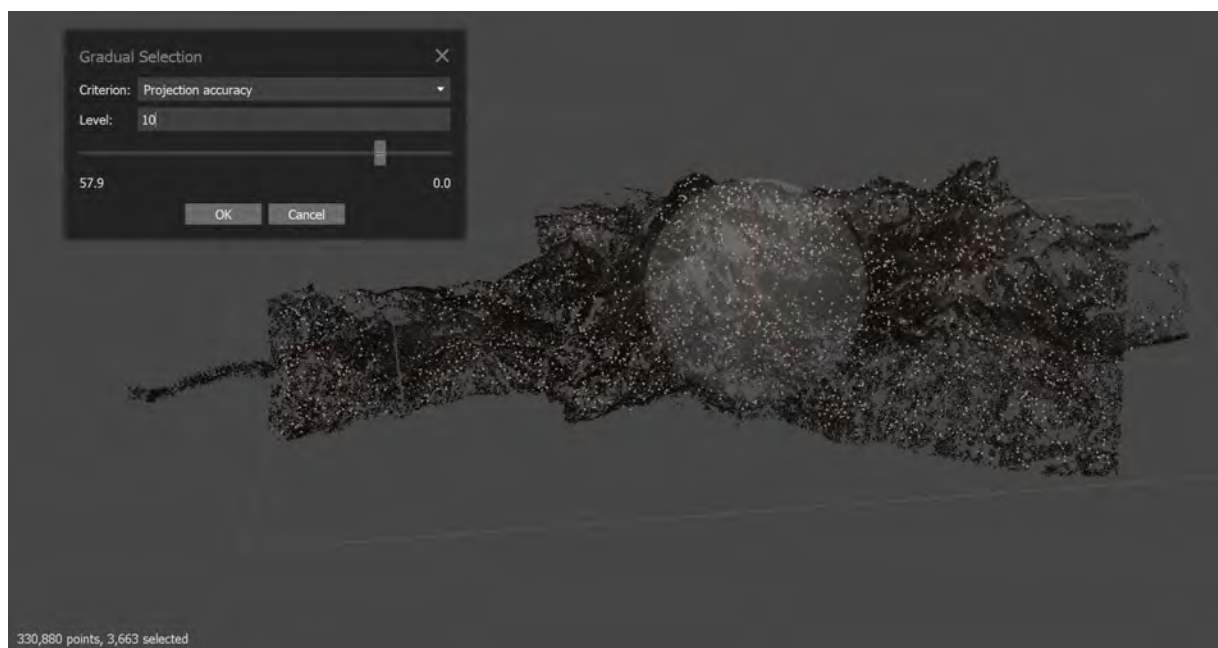 Gradual Selection
Criterion: Projection accuracy
Level: 10
57.9 0.0
OK Cancel
330,880 points, 3,663 selected